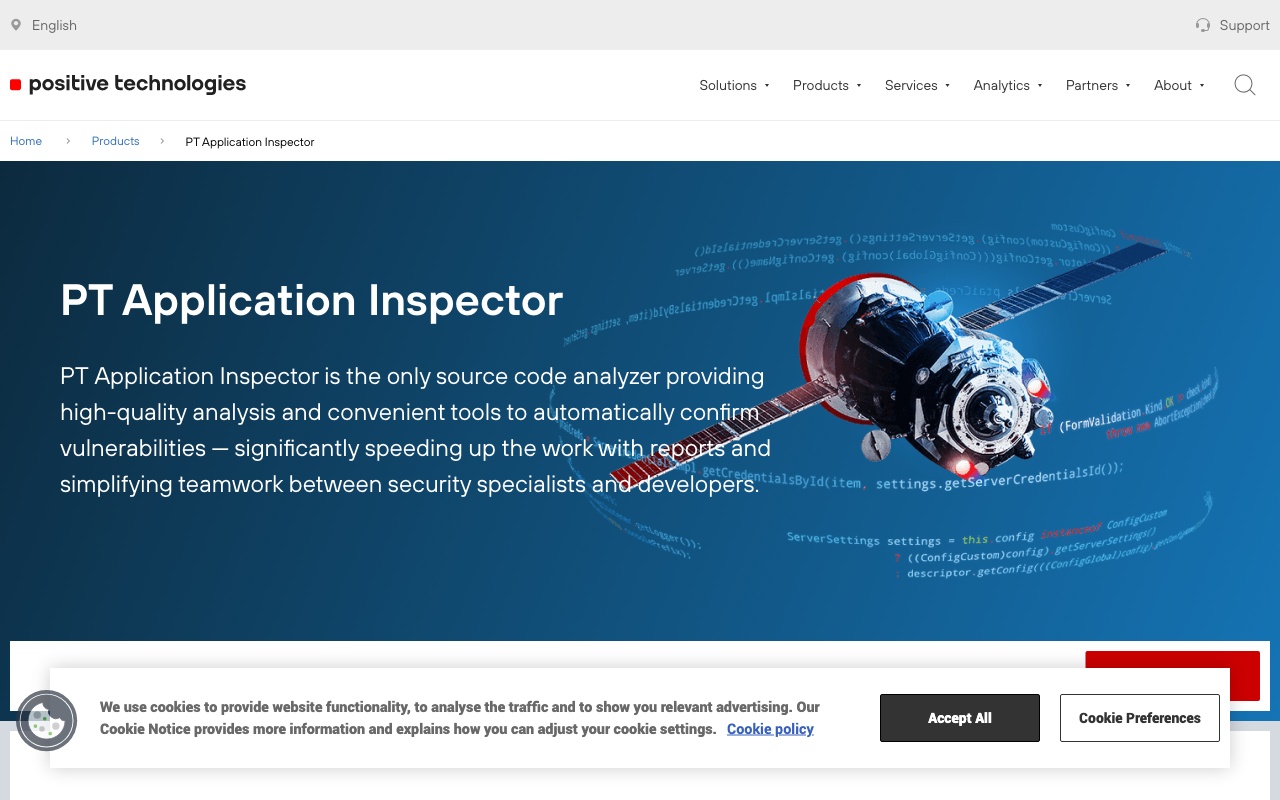 English
Support
positive technologies
Solutions
Products
Services
Analytics
Partners
About
Home
Products
PT Application Inspector
PT Application Inspector
PT Application Inspector is the only source code analyzer providing
high-quality analysis and convenient tools to automatically confirm
vulnerabilities — significantly speeding up the work with reports and
simplifying teamwork between security specialists and developers.
(FormValidation.Kind OK
getCredentialsById(item, settings.getServerCredentialsId());
ServerSettings settings = this config instanceof ConfigCustom
? ((ConfigCustom)config).getServerSettings()
: descriptor.getConfig(((ConfigGlobal)config)
We use cookies to provide website functionality, to analyse the traffic and to show you relevant advertising. Our
Cookie Notice provides more information and explains how you can adjust your cookie settings. Cookie policy
Accept All
Cookie Preferences